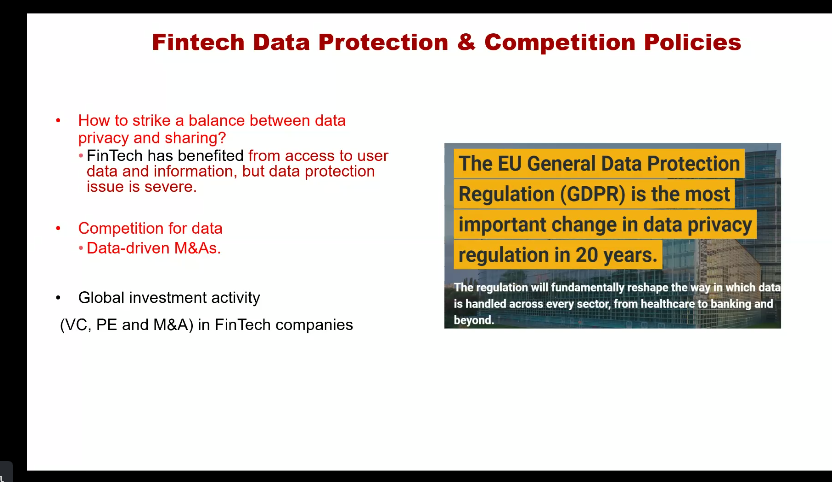 Fintech Data Protection & Competition Policies
• How to strike a balance between data
privacy and sharing?
• FinTech has benefited from access to user
data and information, but data protection
issue is severe.
• Competition for data
• Data-driven M&As.
• Global investment activity
(VC, PE and M&A) in FinTech companies
The EU General Data Protection
Regulation (GDPR) is the most
important change in data privacy
regulation in 20 years.
The regulation will fundamentally reshape the way in which data
is handled across every sector, from healthcare to banking and
beyond.